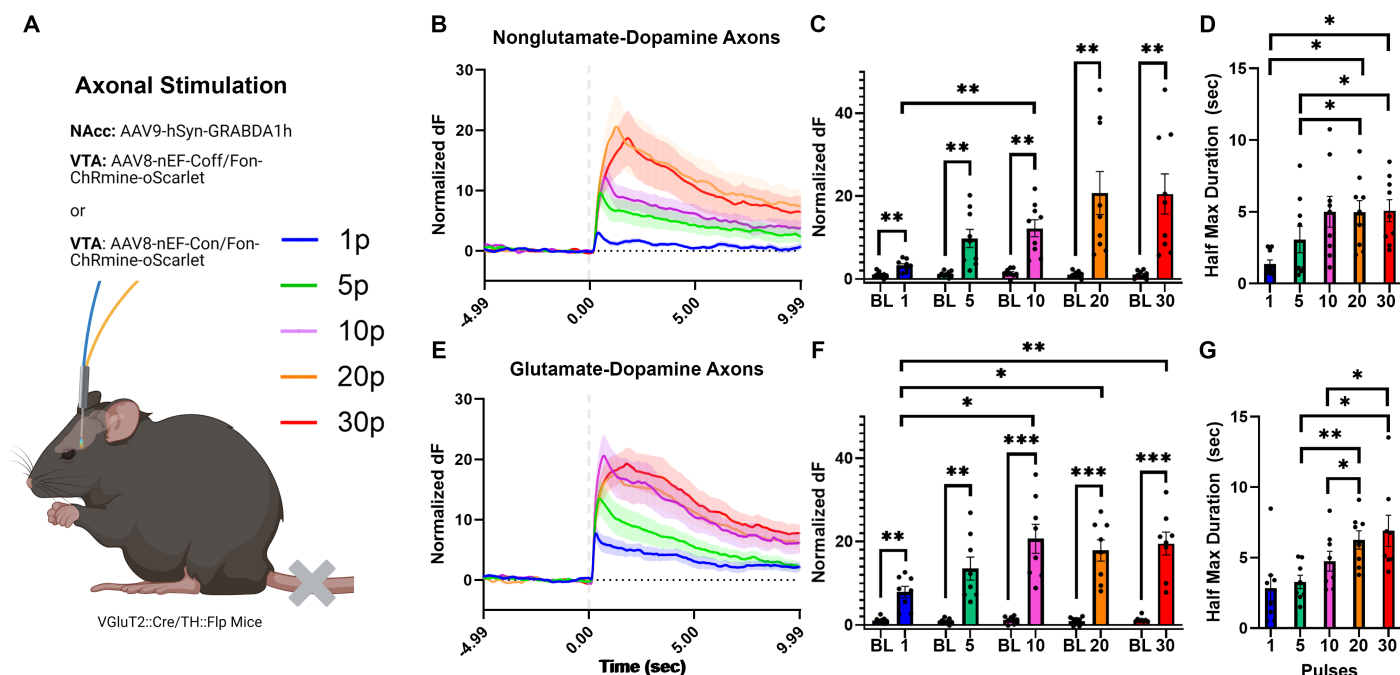 A
Axonal Stimulation
NAcc: AAV9-hSyn-GRABDA1h
VTA: AAV8-nEF-Coff/Fon-
ChRmine-oScarlet
or
VTA: AAV8-nEF-Con/Fon-
ChRmine-oScarlet
1p
5p
10p
20p
30p
VGluT2::Cre/TH::Flp Mice
B
Nonglutamate-Dopamine Axons
Normalized dF
30
20
10
0
-4.99
0.00
5.00
9.99
C
Normalized dF
40
20
0
**
**
**
**
**
**
BL 1
BL 5
BL 10
BL 20
BL 30
D
Half Max Duration (sec)
15
10
5
0
*
*
*
*
1 5 10 20 30
E
Glutamate-Dopamine Axons
Normalized dF
30
20
10
0
-4.99
0.00
5.00
9.99
Time (sec)
F
Normalized dF
40
20
0
**
*
*
**
**
***
***
***
BL 1
BL 5
BL 10
BL 20
BL 30
G
Half Max Duration (sec)
15
10
5
0
*
*
**
*
1 5 10 20 30
Pulses